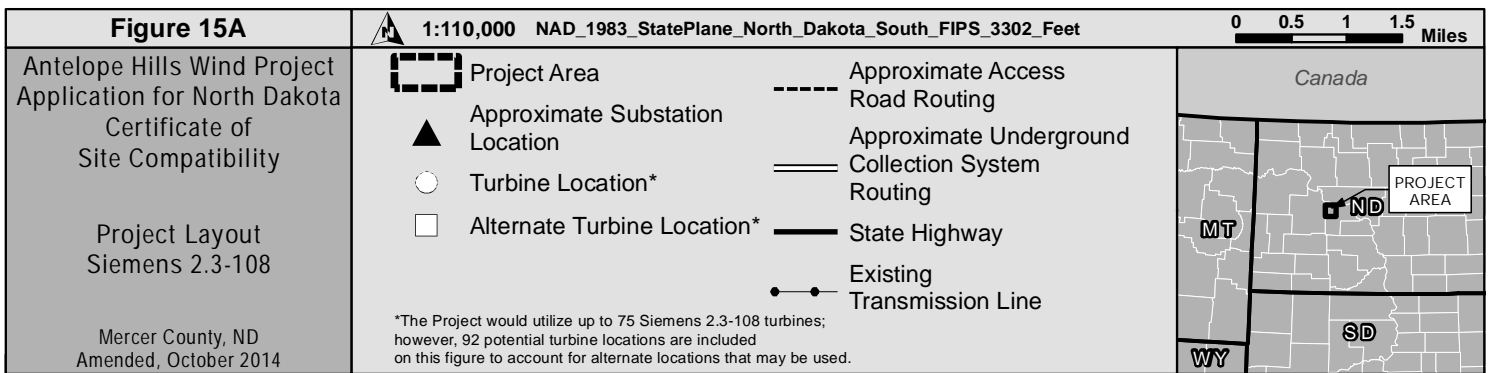 Figure 15A
Antelope Hills Wind Project
Application for North Dakota
Certificate of
Site Compatibility
Project Layout
Siemens 2.3-108
Mercer County, ND
Amended, October 2014
N
1:110,000 NAD_1983_StatePlane_North_Dakota_South_FIPS_3302_Feet
0 0.5 1 1.5
Miles
Project Area
Approximate Substation
Location
Turbine Location*
Alternate Turbine Location*
Approximate Access
Road Routing
Approximate Underground
Collection System
Routing
State Highway
Existing
Transmission Line
*The Project would utilize up to 75 Siemens 2.3-108 turbines;
however, 92 potential turbine locations are included
on this figure to account for alternate locations that may be used.
Canada
PROJECT
AREA
ND
MT
SD
WY